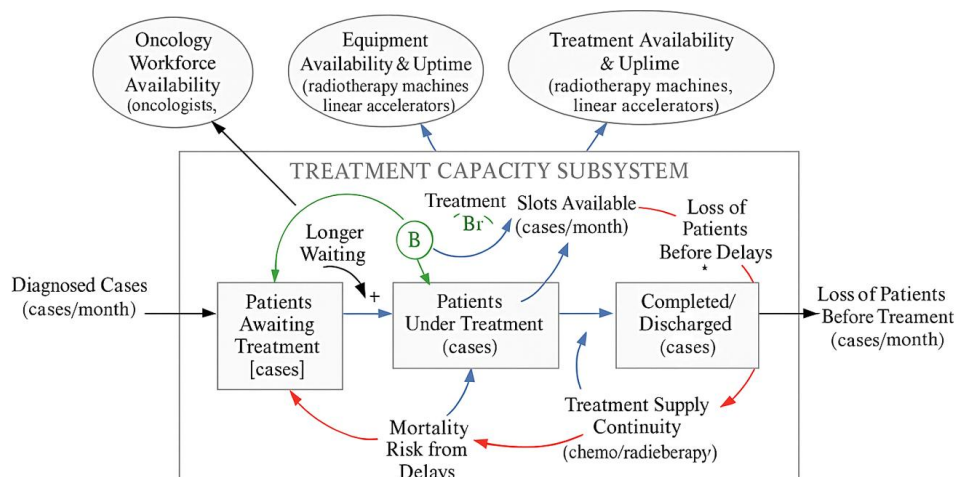 Oncology
Workforce
Availability
(oncologists,
Equipment
Availability & Uptime
(radiotherapy machines
linear accelerators)
Treatment Availability
& Uplime
(radiotherapy machines,
linear accelerators)
TREATMENT CAPACITY SUBSYSTEM
Treatment
Br
Slots Available
(cases/month)
Loss of
Patients
Before Delays
*
Longer
Waiting
B
+
Diagnosed Cases
(cases/month)
Patients
Awaiting
Treatment
[cases]
Patients
Under Treatment
(cases)
Completed/
Discharged
(cases)
Loss of Patients
Before Treament
(cases/month)
Mortality
Risk from
Delays
Treatment Supply
Continuity
(chemo/radieberapy)